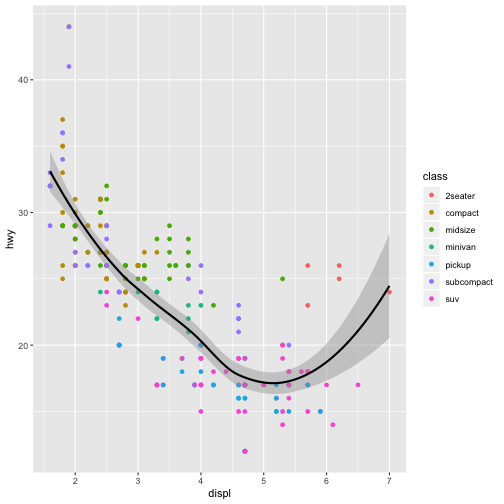 hwy
40
30
20
2
3
4
5
6
7
displ
class
2seater
compact
midsize
minivan
pickup
subcompact
suv